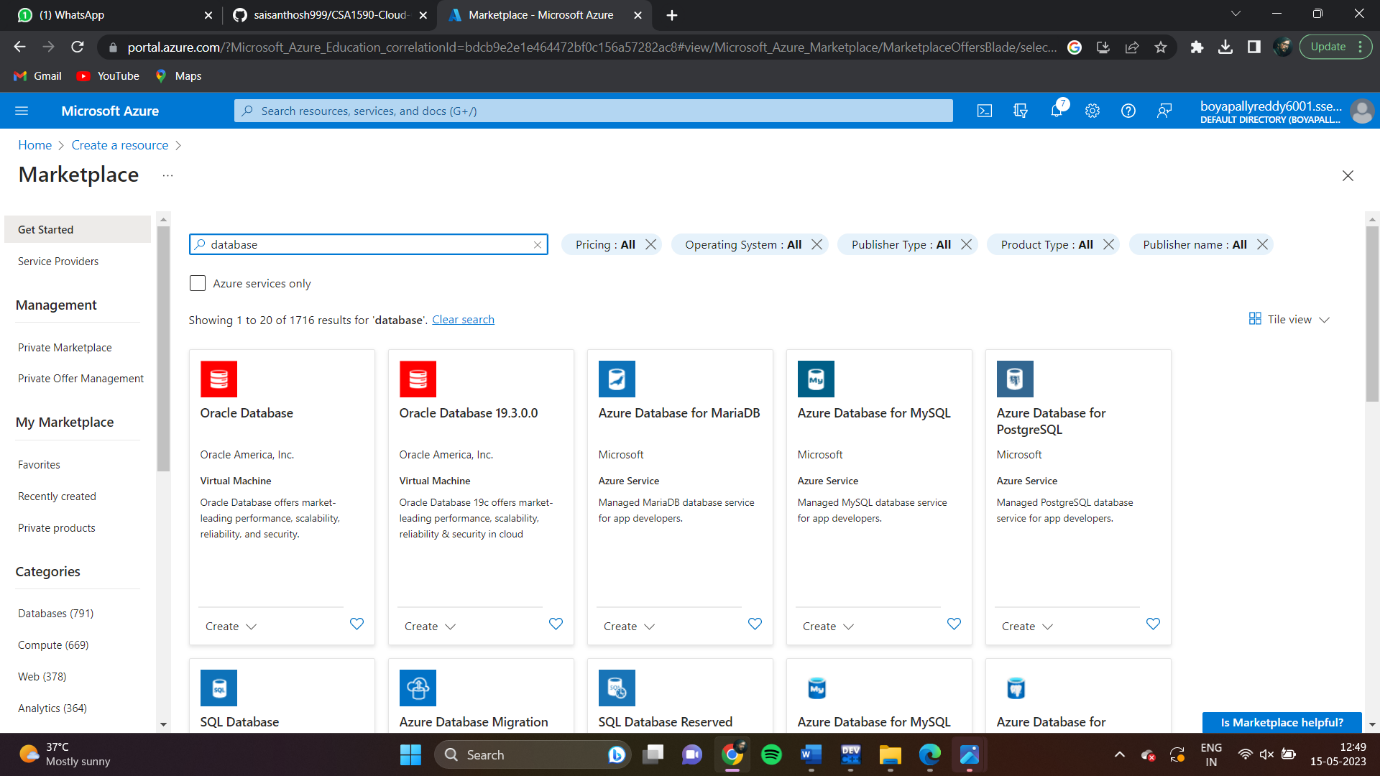 (1) WhatsApp
saisanthosh999/CSA1590-Cloud-
Marketplace - Microsoft Azure
portal.azure.com/?Microsoft_Azure_Education_correlationId=bdcb9e2e1e464472bf0c156a57282ac8#view/Microsoft_Azure_Marketplace/MarketplaceOffersBlade/selec...
Update
Gmail
YouTube
Maps
Microsoft Azure
Search resources, services, and docs (G+/)
7
boyapallyreddy6001.sse...
DEFAULT DIRECTORY (BOYAPALL...
Home > Create a resource >
Marketplace ...
Get Started
Service Providers
Management
Private Marketplace
Private Offer Management
My Marketplace
Favorites
Recently created
Private products
Categories
Databases (791)
Compute (669)
Web (378)
Analytics (364)
database
Pricing : All
Operating System : All
Publisher Type : All
Product Type : All
Publisher name : All
Azure services only
Showing 1 to 20 of 1716 results for 'database'. Clear search
Tile view
Oracle Database
Oracle America, Inc.
Virtual Machine
Oracle Database offers market-
leading performance, scalability,
reliability, and security.
Create
Oracle Database 19.3.0.0
Oracle America, Inc.
Virtual Machine
Oracle Database 19c offers market-
leading performance, scalability,
reliability & security in cloud
Create
Azure Database for MariaDB
Microsoft
Azure Service
Managed MariaDB database service
for app developers.
Create
My
Azure Database for MySQL
Microsoft
Azure Service
Managed MySQL database service
for app developers.
Create
Azure Database for
PostgreSQL
Microsoft
Azure Service
Managed PostgreSQL database
service for app developers.
Create
SQL
SQL Database
Azure Database Migration
SQL
SQL Database Reserved
My
Azure Database for MySQL
Azure Database for
Is Marketplace helpful?
37°C
Mostly sunny
Search
DEV
ENG
IN
12:49
15-05-2023